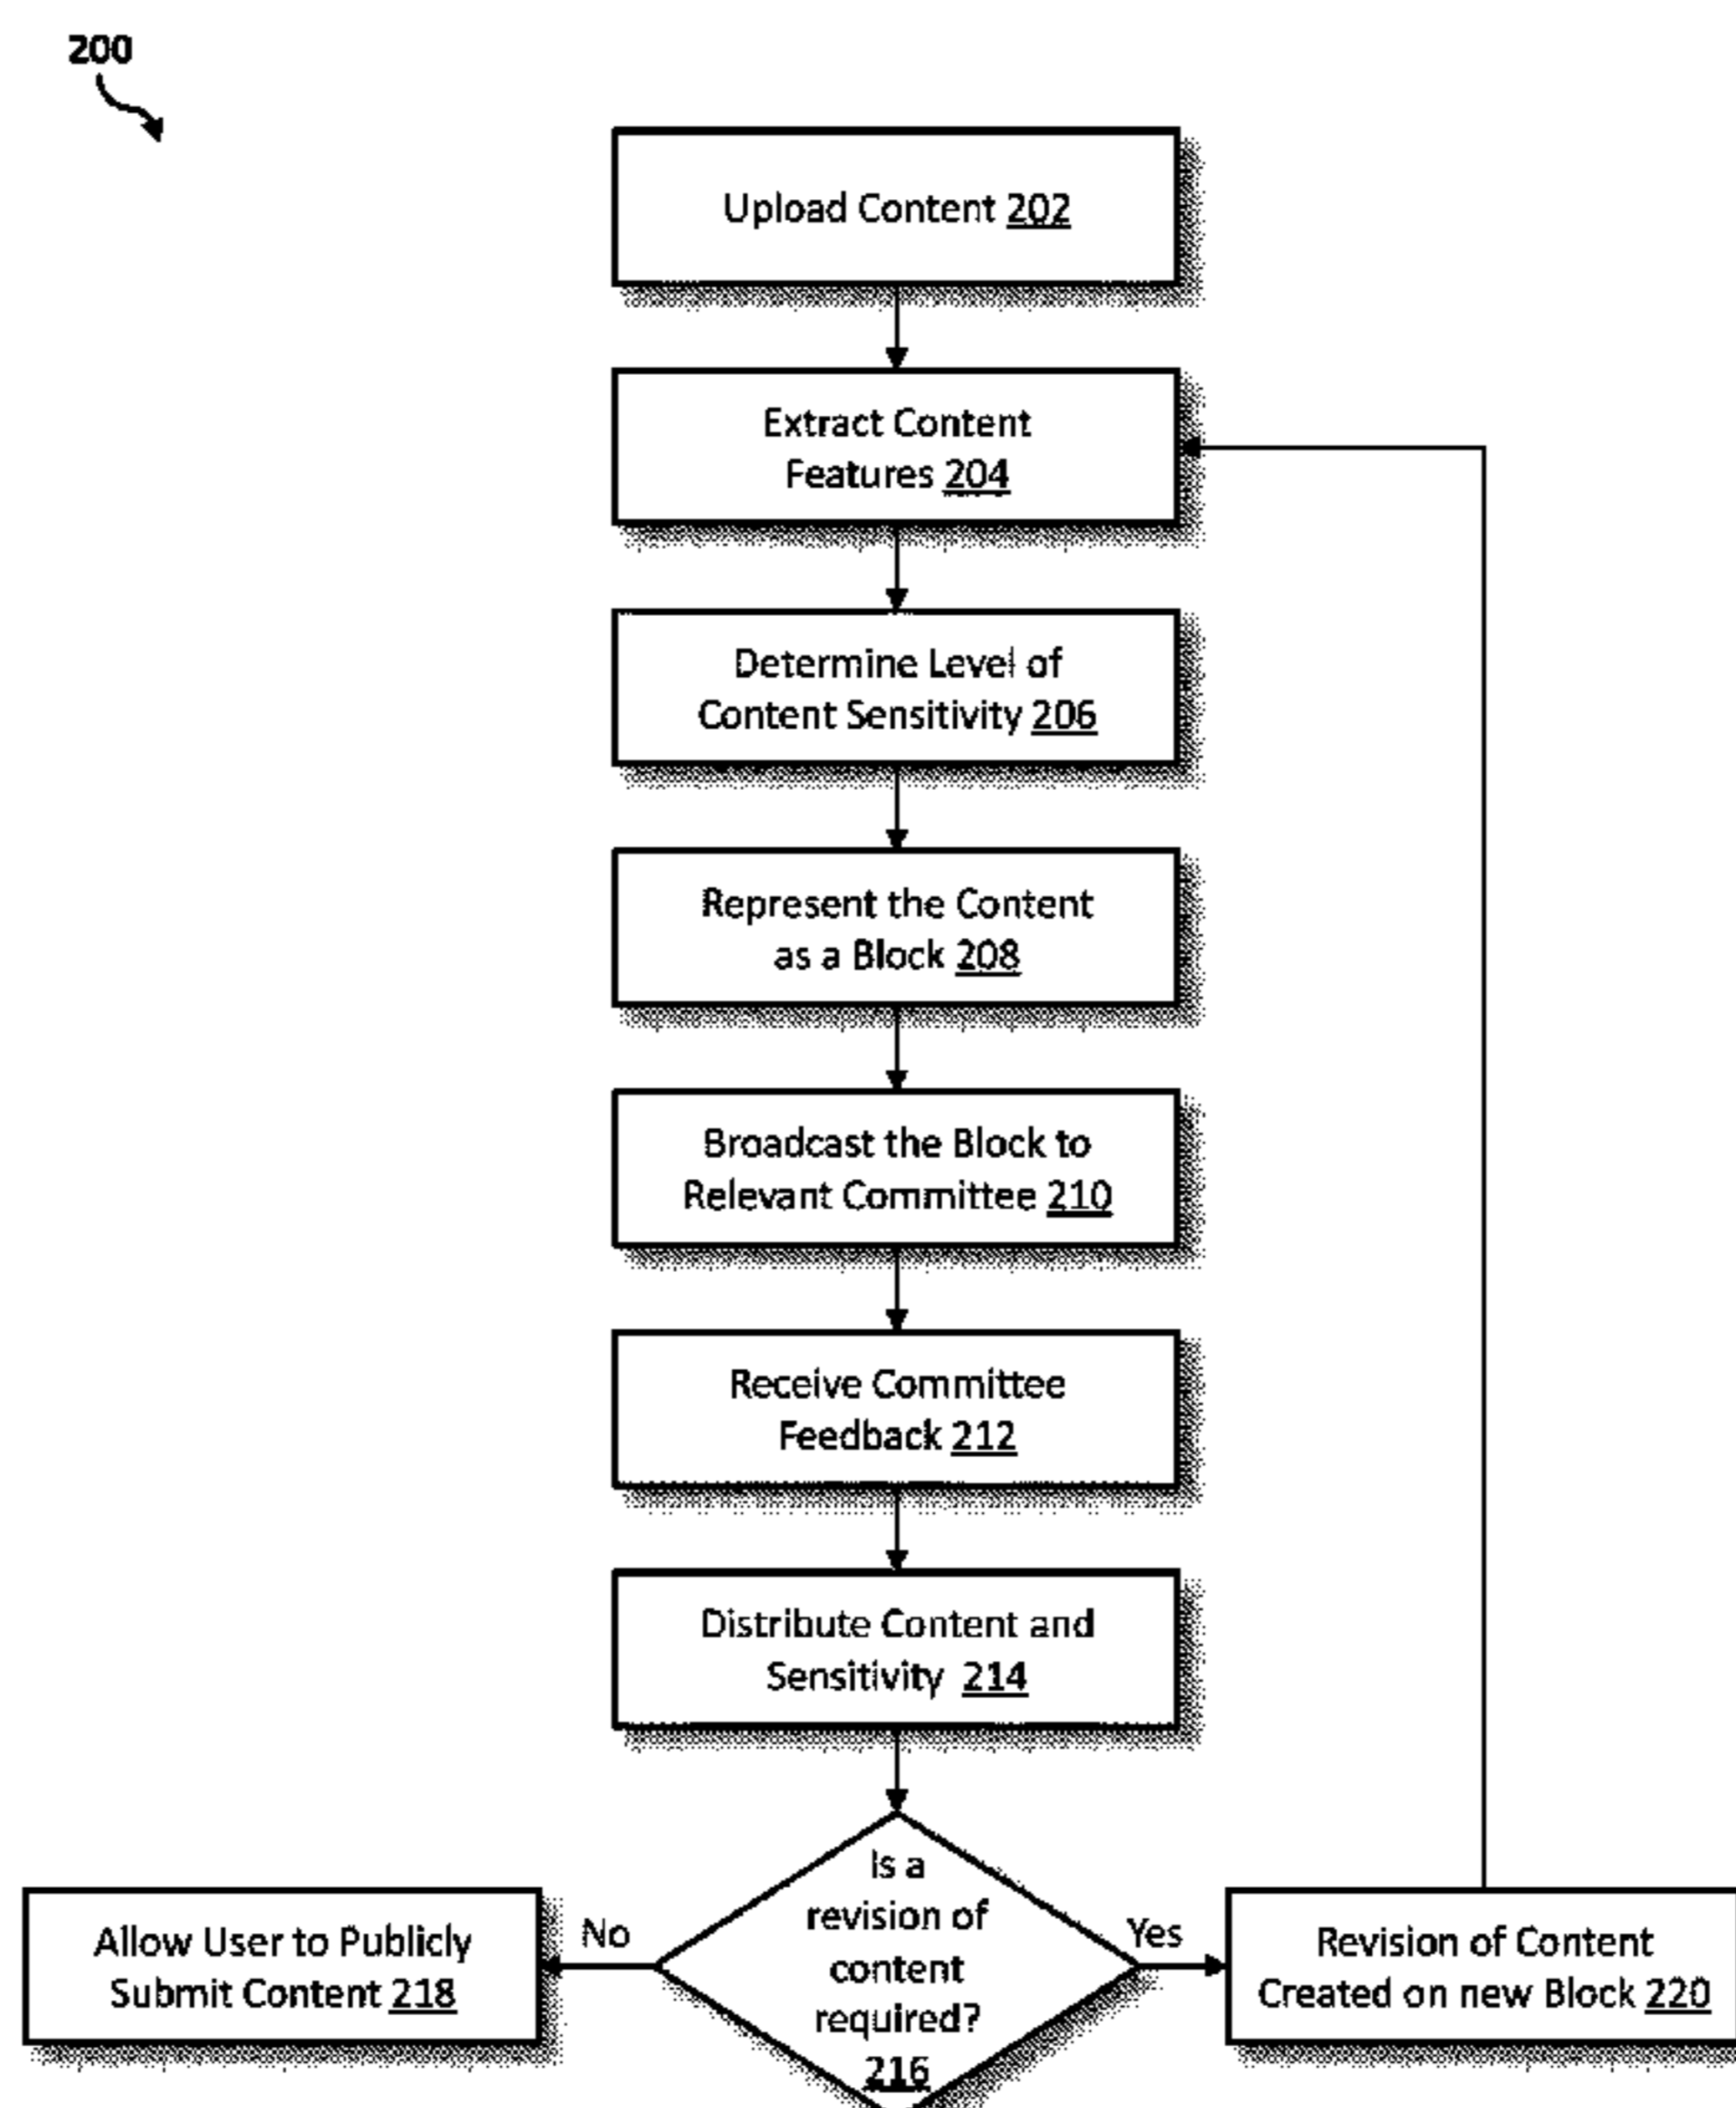 200
Upload Content 202
Extract Content
Features 204
Determine Level of
Content Sensitivity 206
Represent the Content
as a Block 208
Broadcast the Block to
Relevant Committee 210
Receive Committee
Feedback 212
Distribute Content and
Sensitivity 214
Is a
revision of
content
required?
216
No
Yes
Allow User to Publicly
Submit Content 218
Revision of Content
Created on new Block 220